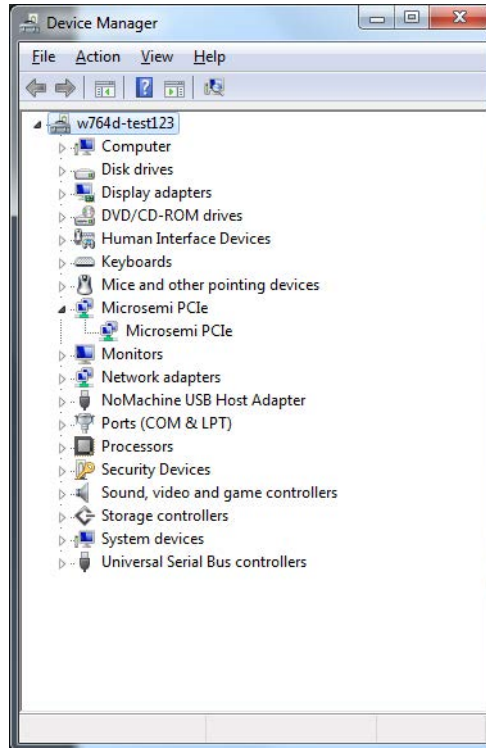 Device Manager
File Action View Help
w764d-test123
Computer
Disk drives
Display adapters
DVD/CD-ROM drives
Human Interface Devices
Keyboards
Mice and other pointing devices
Microsemi PCIe
Microsemi PCIe
Monitors
Network adapters
NoMachine USB Host Adapter
Ports (COM & LPT)
Processors
Security Devices
Sound, video and game controllers
Storage controllers
System devices
Universal Serial Bus controllers